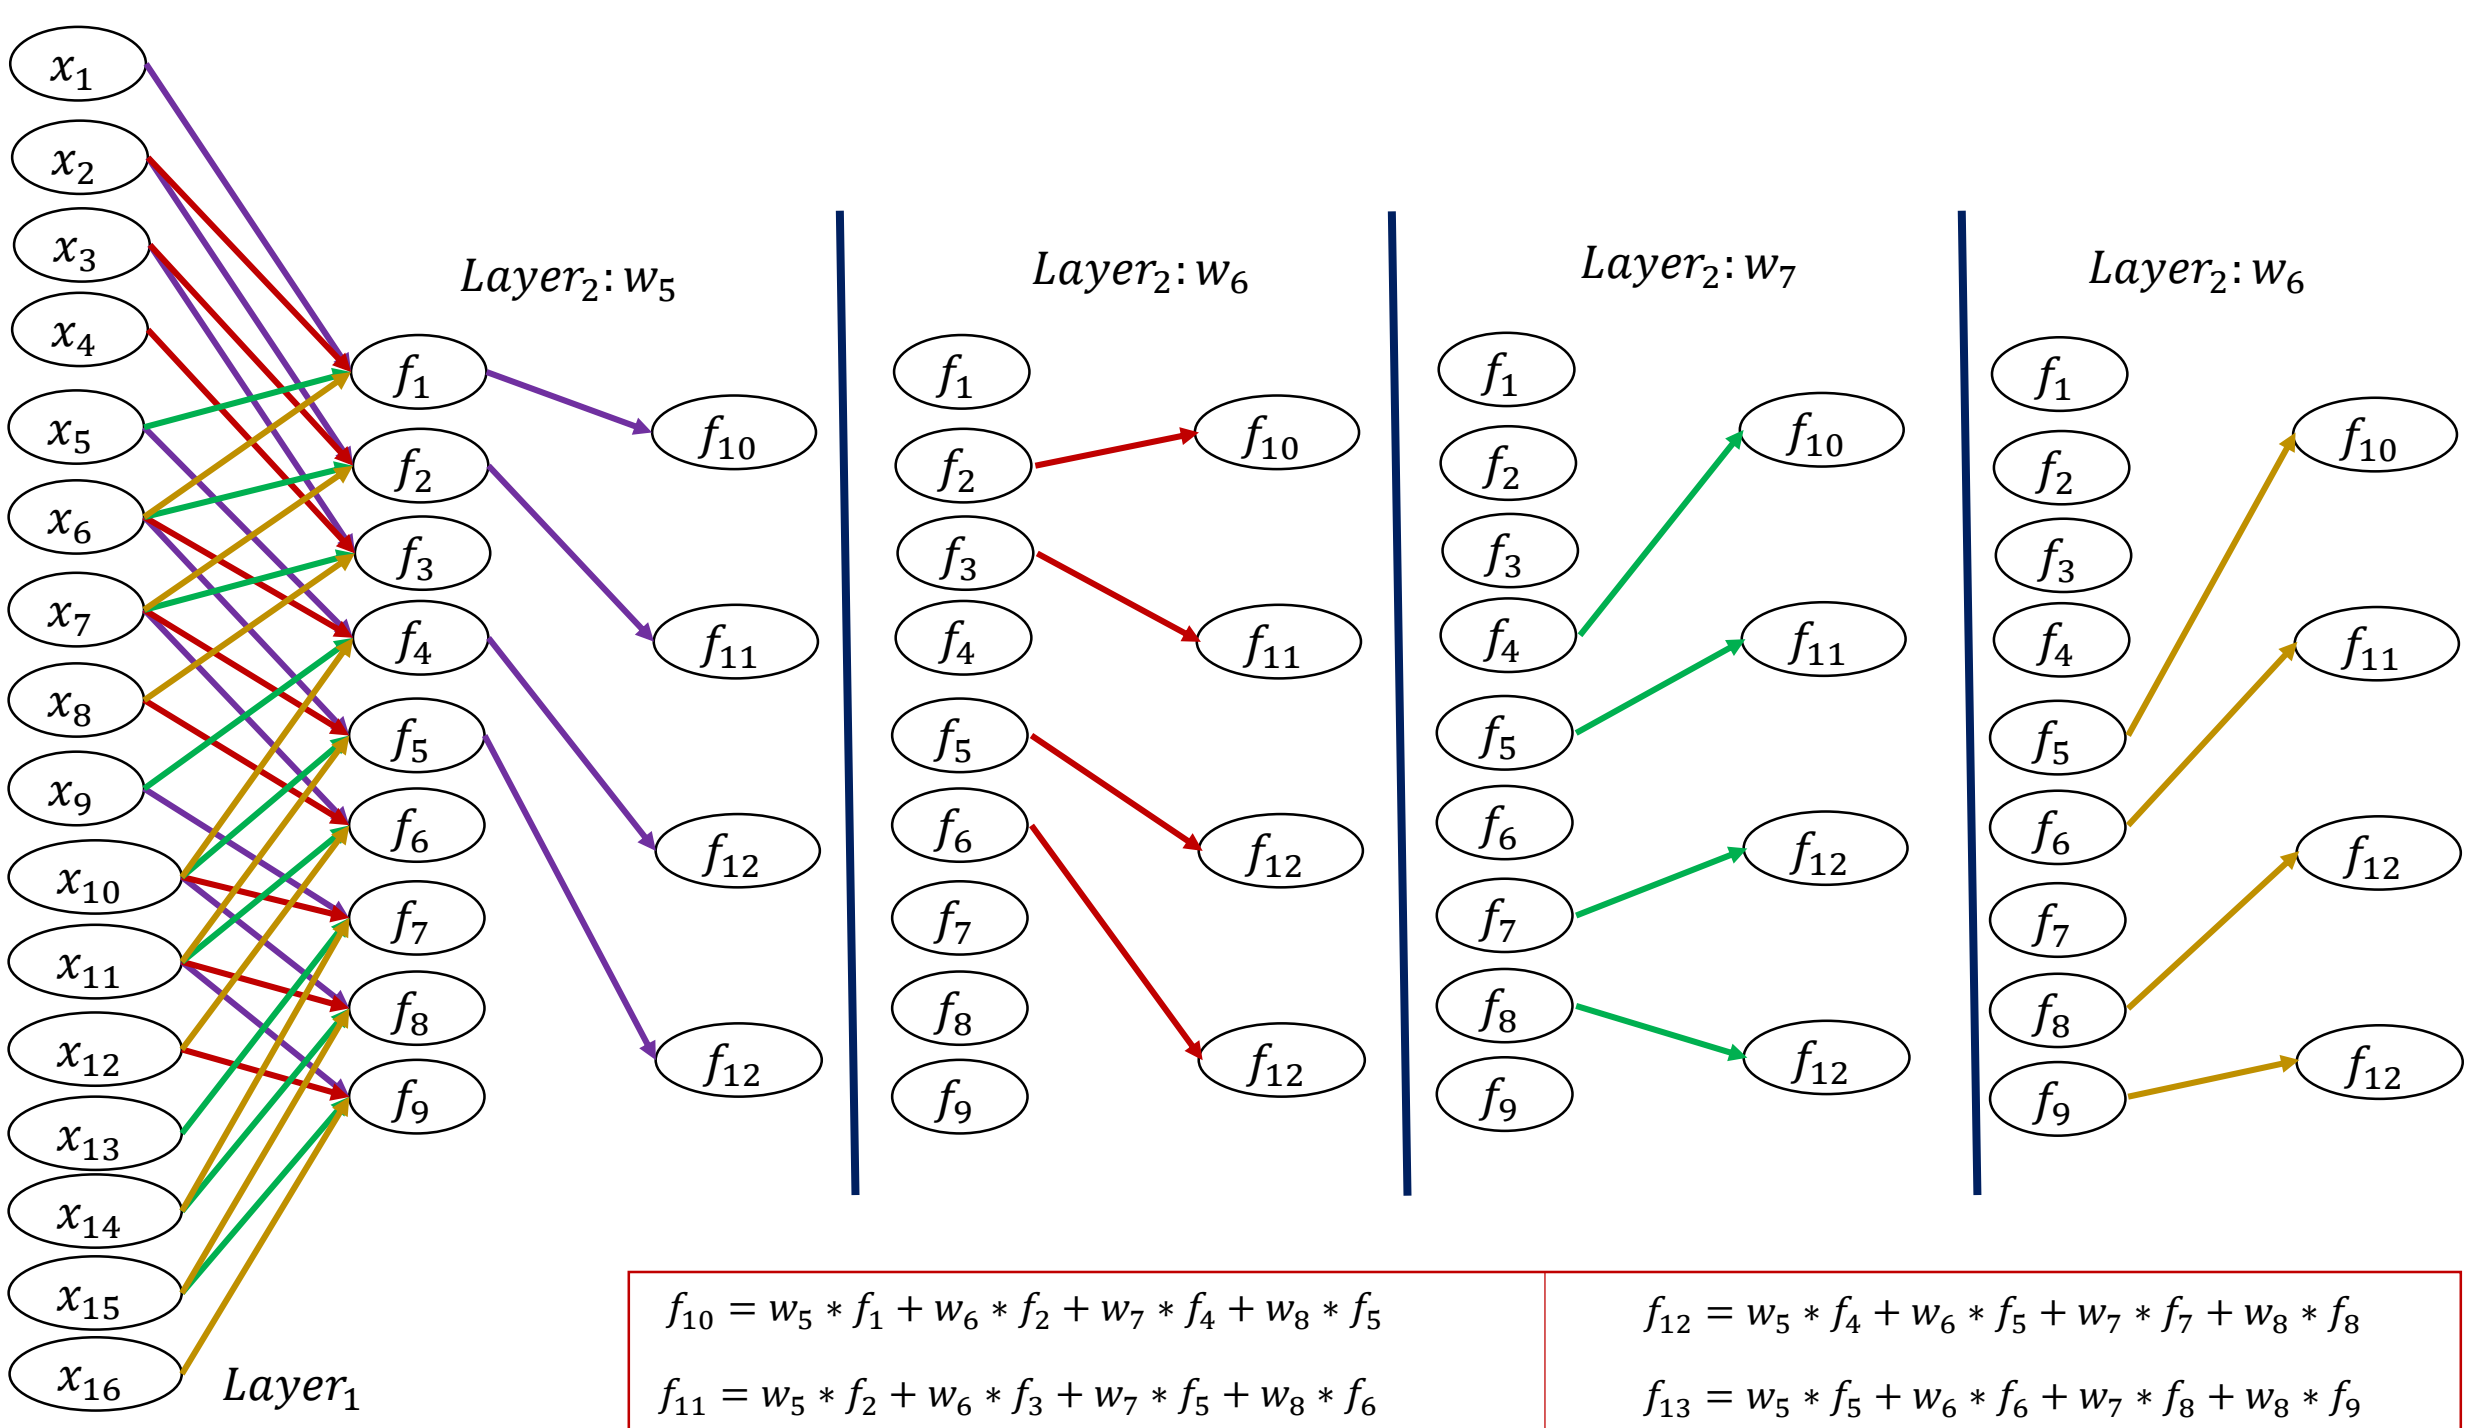 x₁
x₂
x₃
x₄
x₅
x₆
x₇
x₈
x₉
x₁₀
x₁₁
x₁₂
x₁₃
x₁₄
x₁₅
x₁₆
Layer₁
f₁
f₂
f₃
f₄
f₅
f₆
f₇
f₈
f₉
Layer₂: w₅
f₁₀
f₁₁
f₁₂
f₁₂
Layer₂: w₆
f₁
f₂
f₃
f₄
f₅
f₆
f₇
f₈
f₉
f₁₀
f₁₁
f₁₂
f₁₂
Layer₂: w₇
f₁
f₂
f₃
f₄
f₅
f₆
f₇
f₈
f₉
f₁₀
f₁₁
f₁₂
f₁₂
Layer₂: w₆
f₁
f₂
f₃
f₄
f₅
f₆
f₇
f₈
f₉
f₁₀
f₁₁
f₁₂
f₁₂
f₁₀ = w₅ * f₁ + w₆ * f₂ + w₇ * f₄ + w₈ * f₅
f₁₁ = w₅ * f₂ + w₆ * f₃ + w₇ * f₅ + w₈ * f₆
f₁₂ = w₅ * f₄ + w₆ * f₅ + w₇ * f₇ + w₈ * f₈
f₁₃ = w₅ * f₅ + w₆ * f₆ + w₇ * f₈ + w₈ * f₉